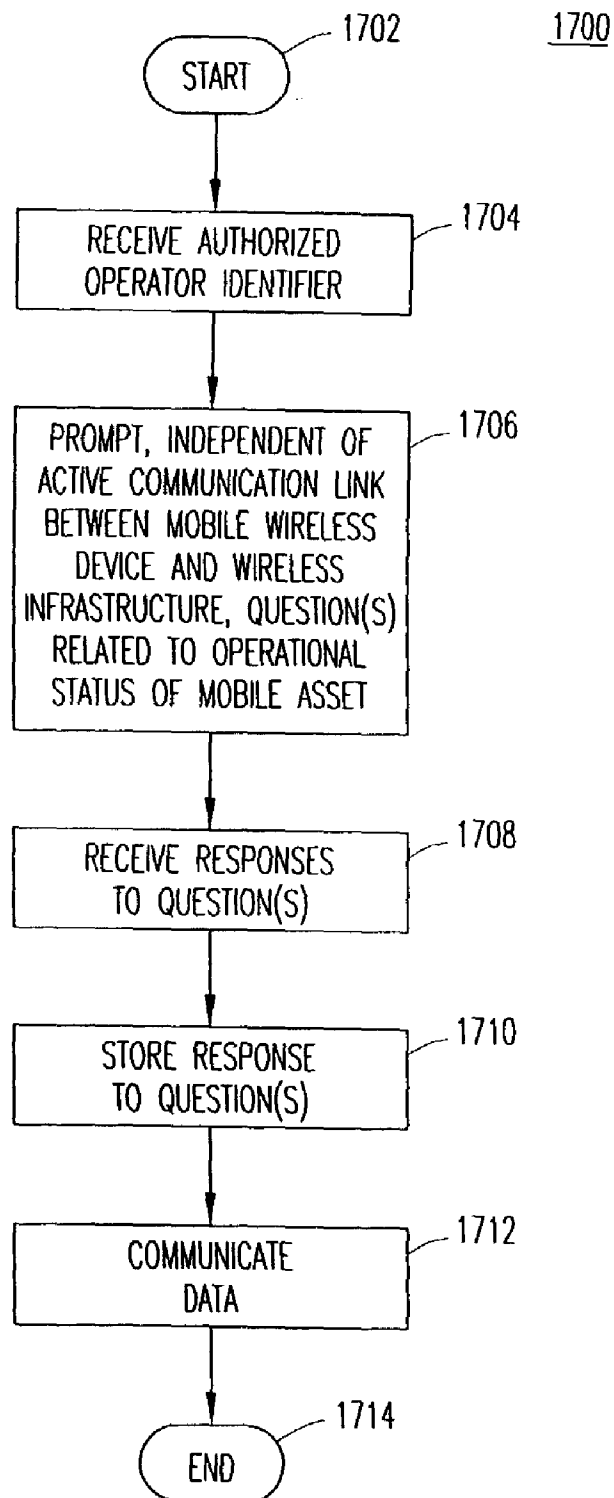 1702
1700
START
1704
RECEIVE AUTHORIZED
OPERATOR IDENTIFIER
1706
PROMPT, INDEPENDENT OF
ACTIVE COMMUNICATION LINK
BETWEEN MOBILE WIRELESS
DEVICE AND WIRELESS
INFRASTRUCTURE, QUESTION(S)
RELATED TO OPERATIONAL
STATUS OF MOBILE ASSET
1708
RECEIVE RESPONSES
TO QUESTION(S)
1710
STORE RESPONSE
TO QUESTION(S)
1712
COMMUNICATE
DATA
1714
END